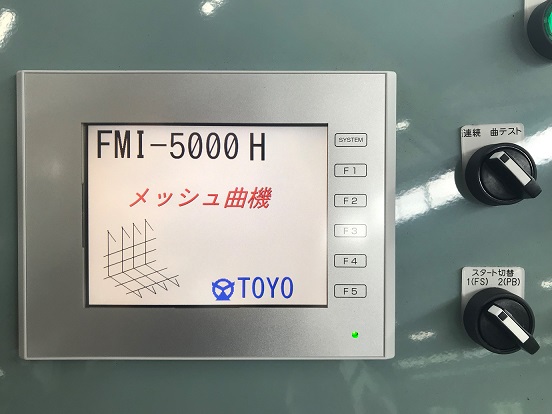 FMI-5000 H
メッシュ曲機
TOYO
SYSTEM
F1
F2
F3
F4
F5
連続 曲テスト
スタート切替
1(FS) 2(PB)